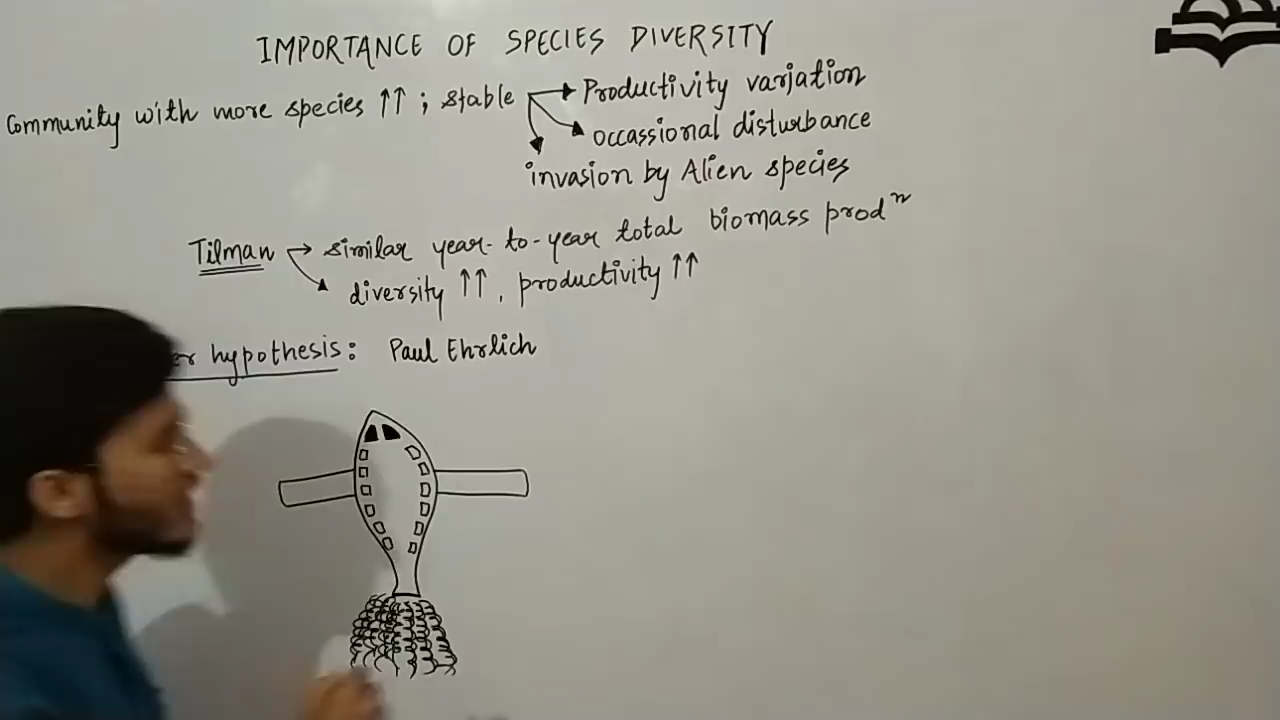 IMPORTANCE OF SPECIES DIVERSITY
Community with more species ↑↑ ; stable → Productivity variation
occassional disturbance
invasion by Alien species
Tilman → similar year-to-year total biomass prodⁿ
diversity ↑↑, productivity ↑↑
hypothesis: Paul Ehrlich